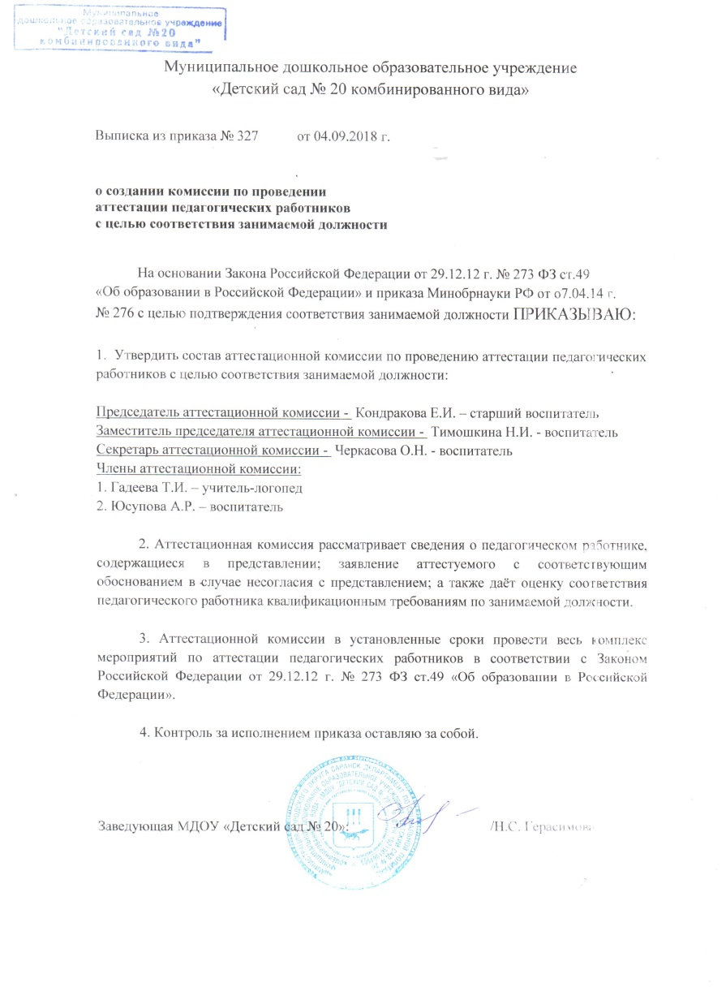 Муниципальное
дошкольное образовательное учреждение
"Детский сад №20
комбинированного вида"
Муниципальное дошкольное образовательное учреждение
«Детский сад № 20 комбинированного вида»
Выписка из приказа № 327 от 04.09.2018 г.
о создании комиссии по проведении
аттестации педагогических работников
с целью соответствия занимаемой должности
На основании Закона Российской Федерации от 29.12.12 г. № 273 ФЗ ст.49
«Об образовании в Российской Федерации» и приказа Минобрнауки РФ от о7.04.14 г.
№ 276 с целью подтверждения соответствия занимаемой должности ПРИКАЗЫВАЮ:
1. Утвердить состав аттестационной комиссии по проведению аттестации педагогических
работников с целью соответствия занимаемой должности:
Председатель аттестационной комиссии - Кондракова Е.И. – старший воспитатель
Заместитель председателя аттестационной комиссии - Тимошкина Н.И. - воспитатель
Секретарь аттестационной комиссии - Черкасова О.Н. - воспитатель
Члены аттестационной комиссии:
1. Гадеева Т.И. – учитель-логопед
2. Юсупова А.Р. – воспитатель
2. Аттестационная комиссия рассматривает сведения о педагогическом работнике,
содержащиеся в представлении; заявление аттестуемого с соответствующим
обоснованием в случае несогласия с представлением; а также даёт оценку соответствия
педагогического работника квалификационным требованиям по занимаемой должности.
3. Аттестационной комиссии в установленные сроки провести весь комплекс
мероприятий по аттестации педагогических работников в соответствии с Законом
Российской Федерации от 29.12.12 г. № 273 ФЗ ст.49 «Об образовании в Российской
Федерации».
4. Контроль за исполнением приказа оставляю за собой.
Заведующая МДОУ «Детский сад № 20»: /Н.С. Герасимова